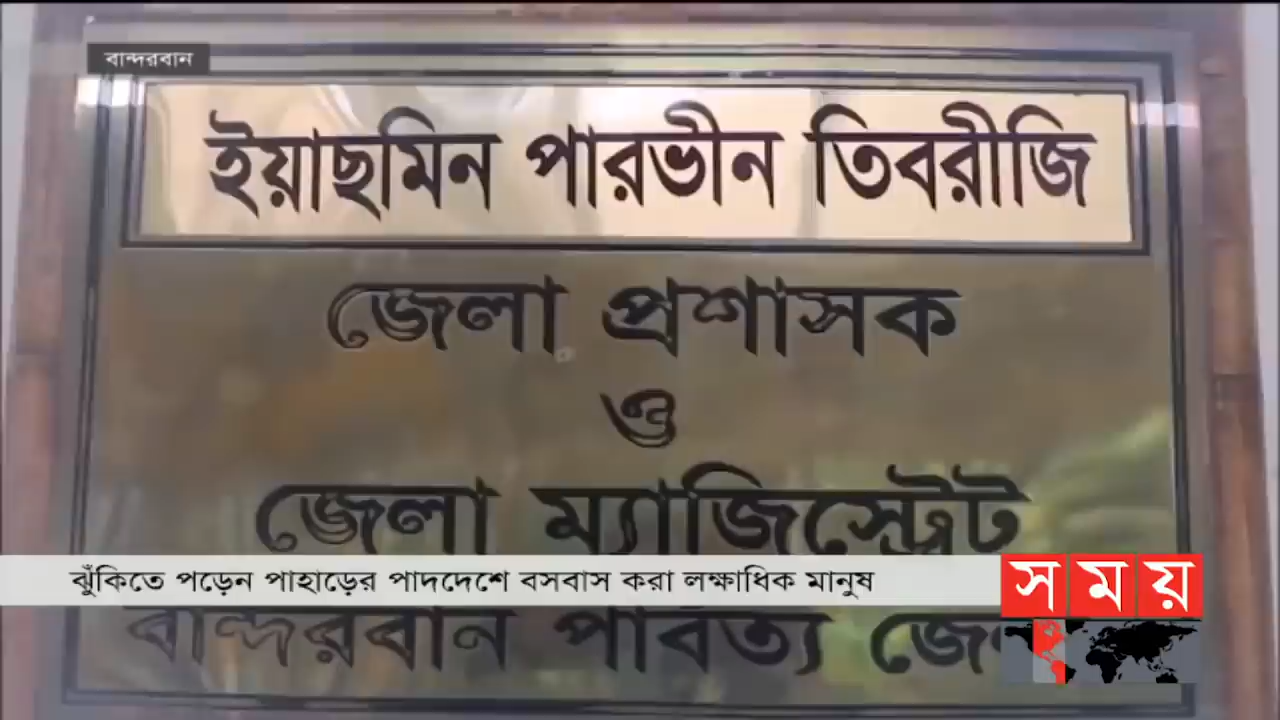 বান্দরবান
ইয়াছমিন পারভীন তিবরীজি
জেলা প্রশাসক
ও
জেলা ম্যাজিস্ট্রেট
ঝুঁকিতে পড়েন পাহাড়ের পাদদেশে বসবাস করা লক্ষাধিক মানুষ
সময়
বান্দরবান পার্বত্য